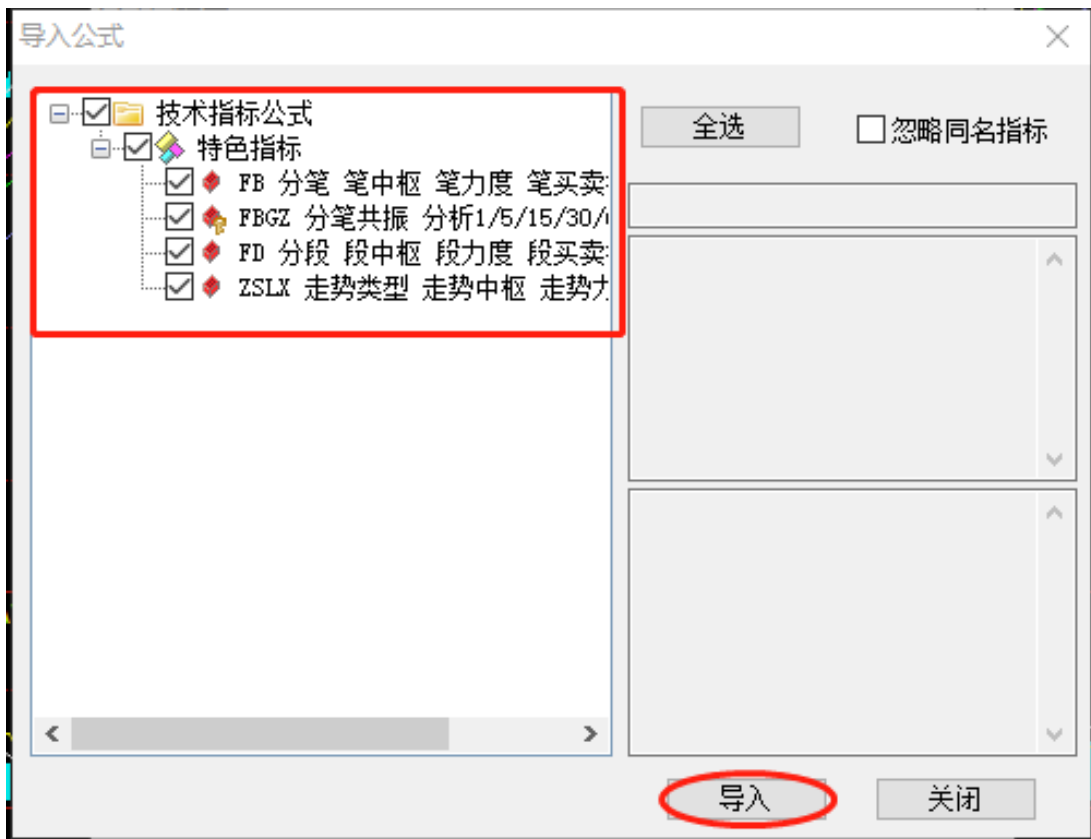 导入公式
技术指标公式
特色指标
FB 分笔 笔中枢 笔力度 笔买卖
FBGZ 分笔共振 分析1/5/15/30/
FD 分段 段中枢 段力度 段买卖
ZSLX 走势类型 走势中枢 走势力
全选
忽略同名指标
导入
关闭